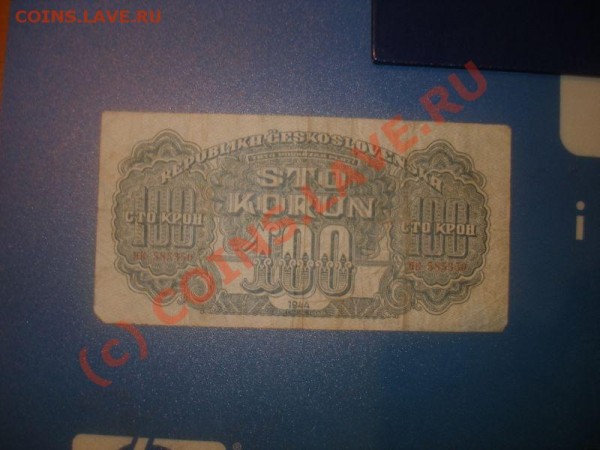 COINS.LAVE.RU
REPUBLIKA ČESKOSLOVENSKÁ
STO
KORUN
100
СТО КРОН
100
СТО КРОН
100
1944
(c) COINS.LAVE.RU
i